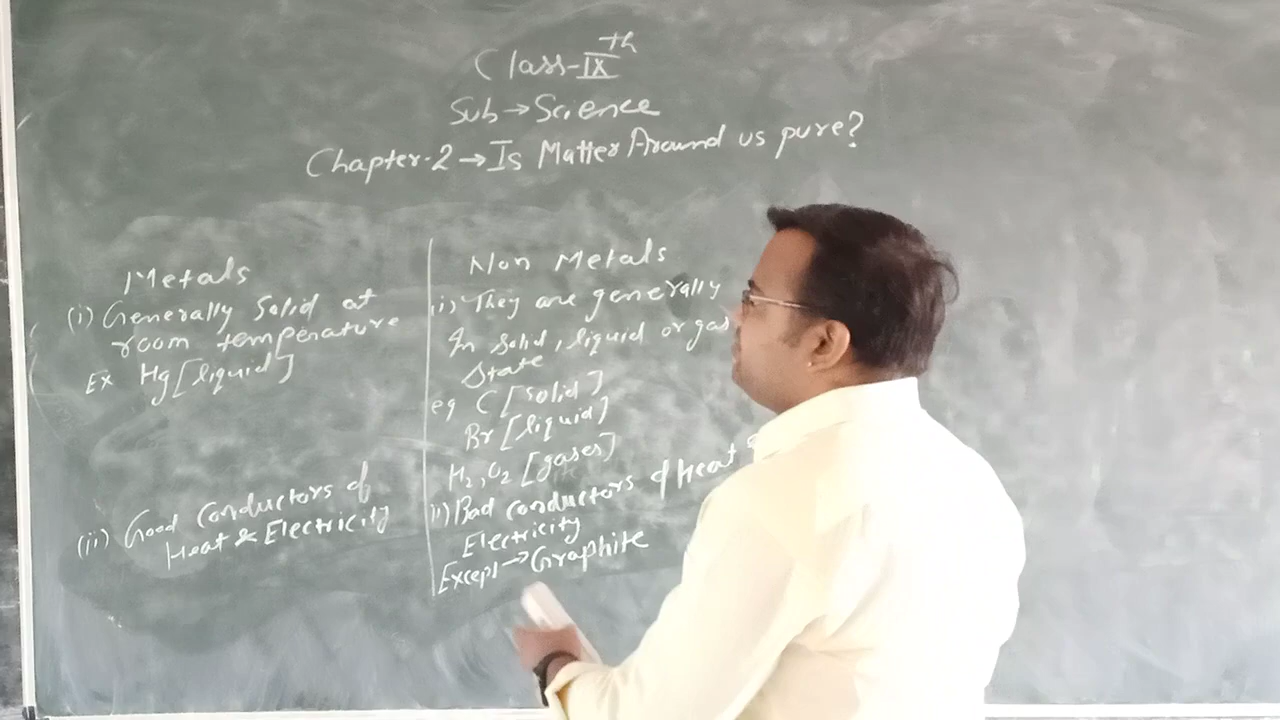 Class-IXth
Sub→Science
Chapter-2→Is Matter Around us pure?
Metals
(i) Generally Solid at
room temperature
Ex Hg[liquid]
(ii) Good Conductors of
Heat & Electricity
Non Metals
(i) They are generally
In solid, liquid or gas
State
eg C [solid]
Br [liquid]
H2, O2 [gases]
ii) Bad conductors of Heat
Electricity
Except→Graphite